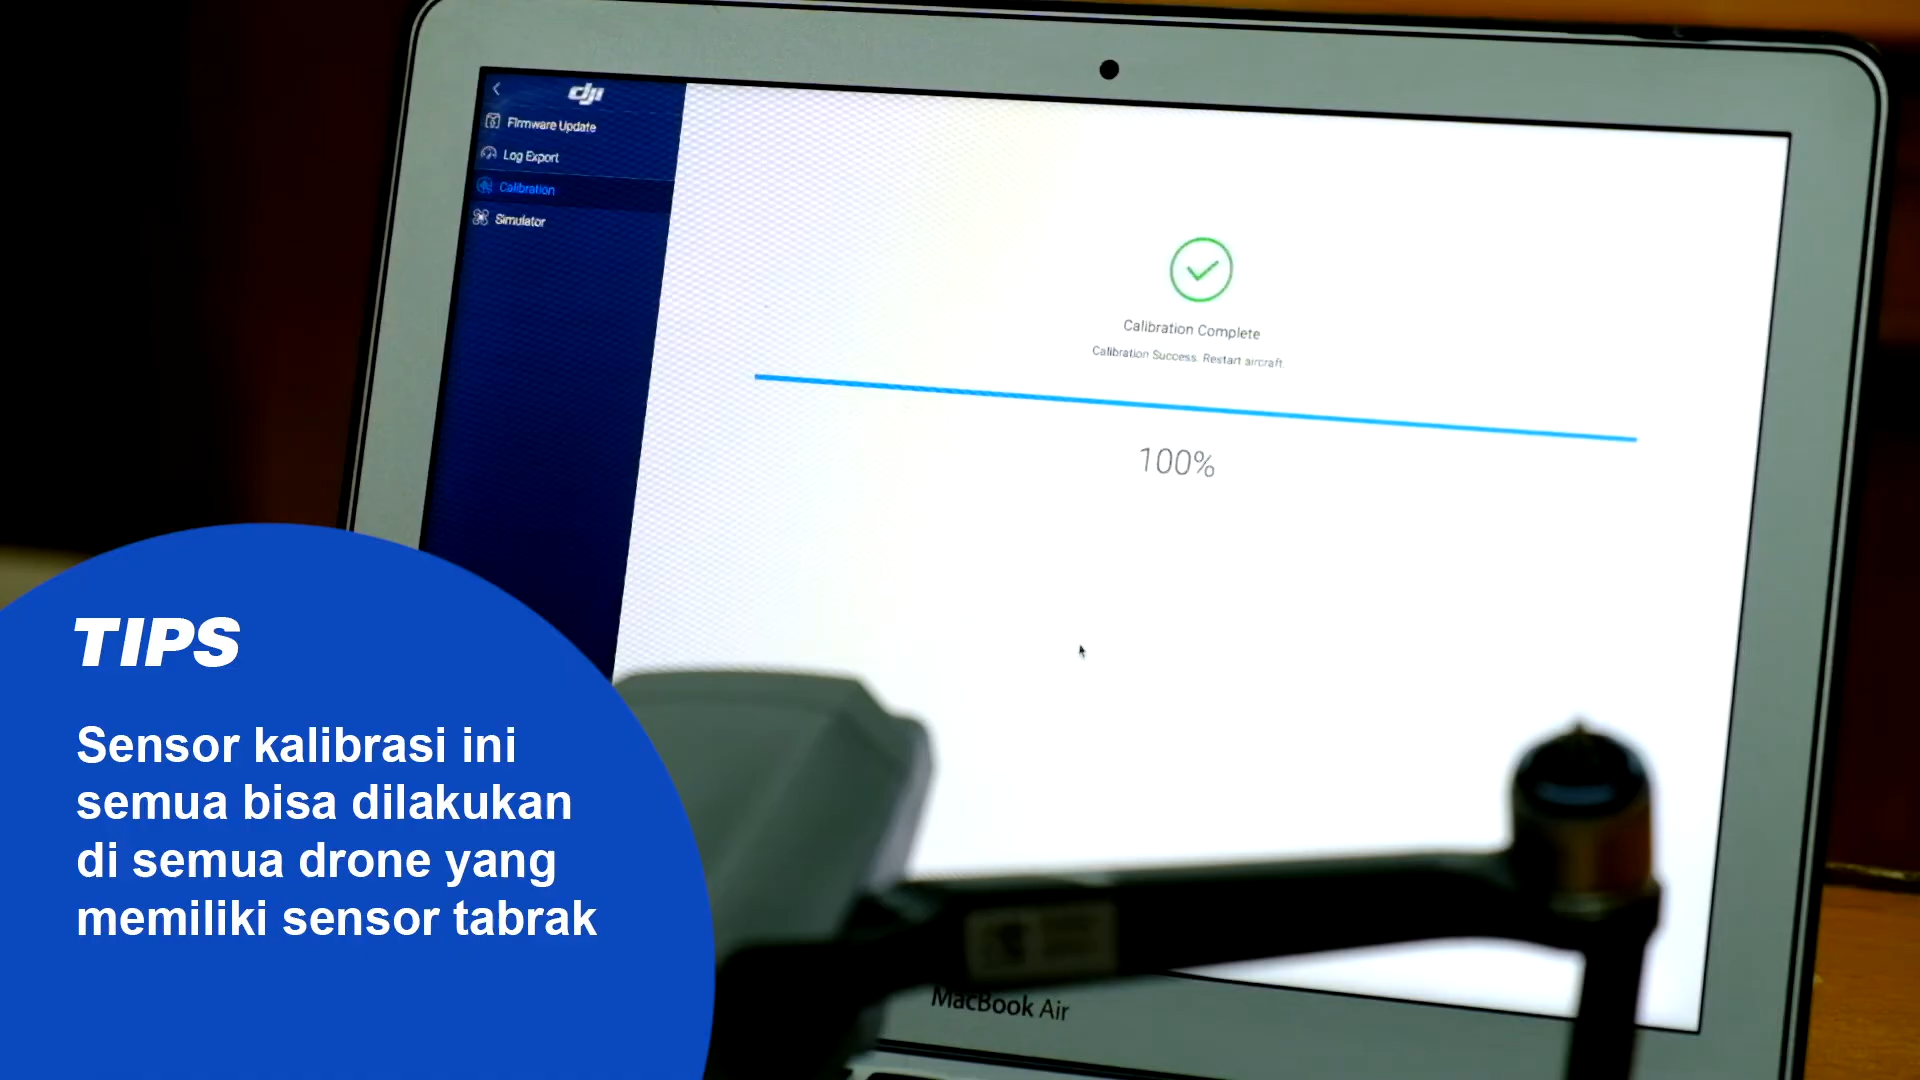 dji
Firmware Update
Log Export
Calibration
Simulator
Calibration Complete
Calibration Success. Restart aircraft.
100%
TIPS
Sensor kalibrasi ini
semua bisa dilakukan
di semua drone yang
memiliki sensor tabrak
MacBook Air